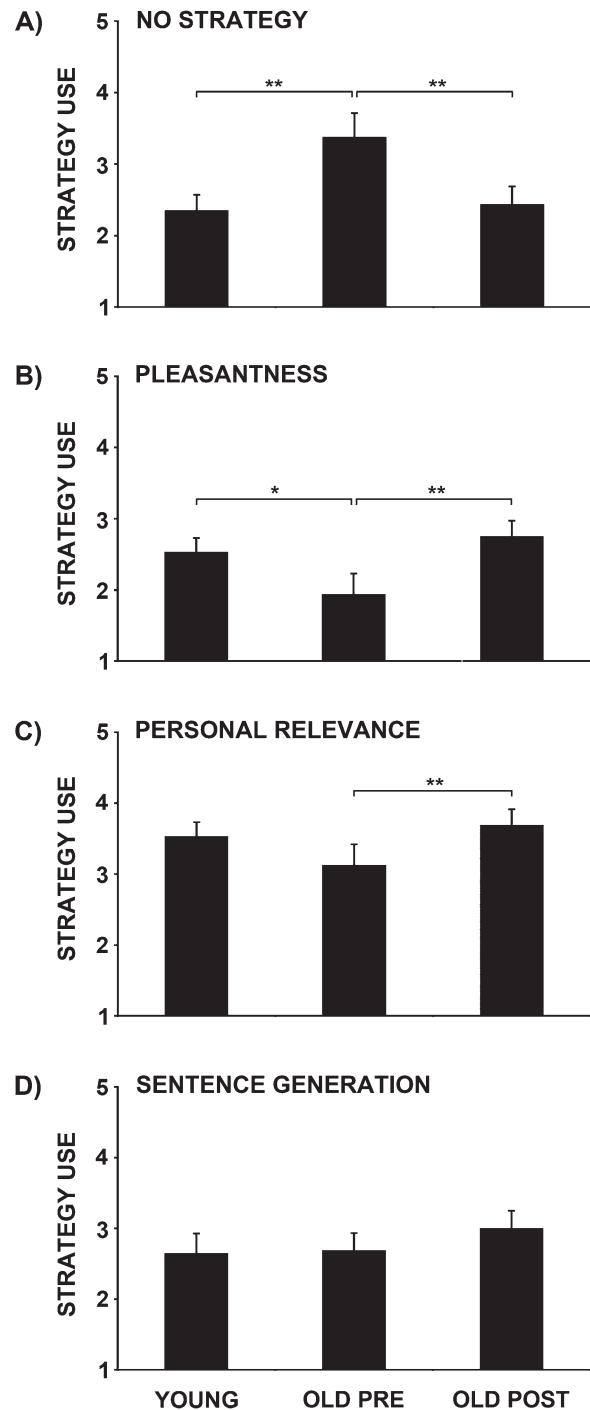 A) NO STRATEGY
STRATEGY USE
5
4
3
2
1
** **
B) PLEASANTNESS
STRATEGY USE
5
4
3
2
1
* **
C) PERSONAL RELEVANCE
STRATEGY USE
5
4
3
2
1
**
D) SENTENCE GENERATION
STRATEGY USE
5
4
3
2
1
YOUNG OLD PRE OLD POST